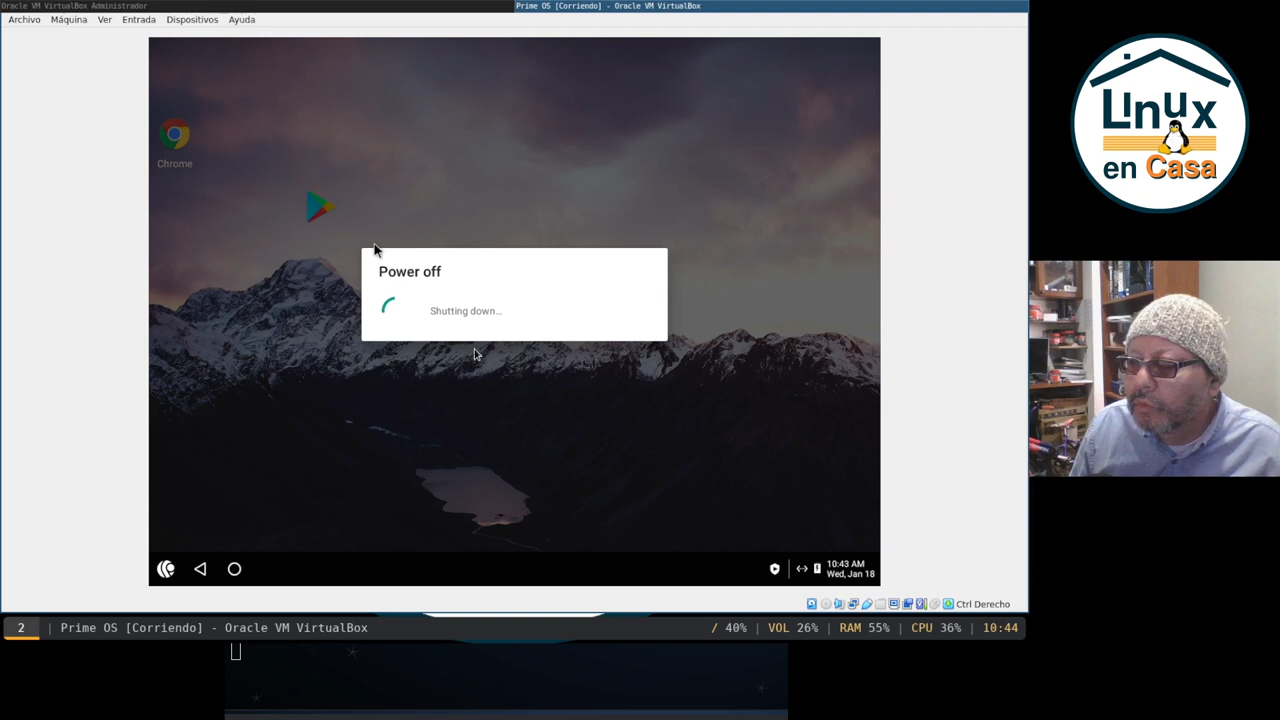 Oracle VM VirtualBox Administrador
Prime OS [Corriendo] - Oracle VM VirtualBox
Archivo Máquina Ver Entrada Dispositivos Ayuda
Chrome
Power off
Shutting down…
10:43 AM
Wed, Jan 18
Ctrl Derecho
2 | Prime OS [Corriendo] - Oracle VM VirtualBox
/ 40% | VOL 26% | RAM 55% | CPU 36% | 10:44
Linux
en Casa